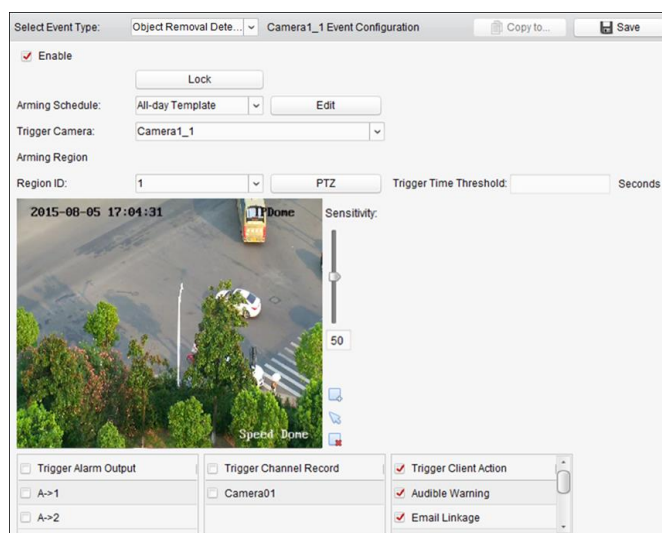 Select Event Type: Object Removal Dete... Camera1_1 Event Configuration Copy to... Save
Enable
Lock
Arming Schedule: All-day Template Edit
Trigger Camera: Camera1_1
Arming Region
Region ID: 1 PTZ Trigger Time Threshold: Seconds
2015-08-05 17:04:31 IPDome Sensitivity:
50
Speed Dome
Trigger Alarm Output Trigger Channel Record Trigger Client Action
A->1 Camera01 Audible Warning
A->2 Email Linkage